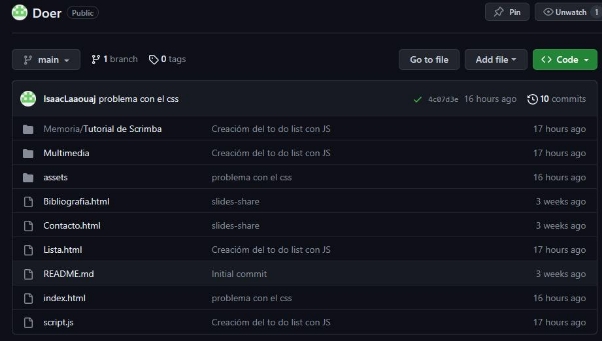 Doer Public Pin Unwatch 1
main 1 branch 0 tags Go to file Add file Code
IsaacLaaouaj problema con el css 4c07d3e 16 hours ago 10 commits
Memoria/Tutorial de Scrimba Creacióm del to do list con JS 17 hours ago
Multimedia Creacióm del to do list con JS 17 hours ago
assets problema con el css 16 hours ago
Bibliografia.html slides-share 3 weeks ago
Contacto.html slides-share 3 weeks ago
Lista.html Creacióm del to do list con JS 17 hours ago
README.md Initial commit 3 weeks ago
index.html problema con el css 16 hours ago
script.js Creacióm del to do list con JS 17 hours ago